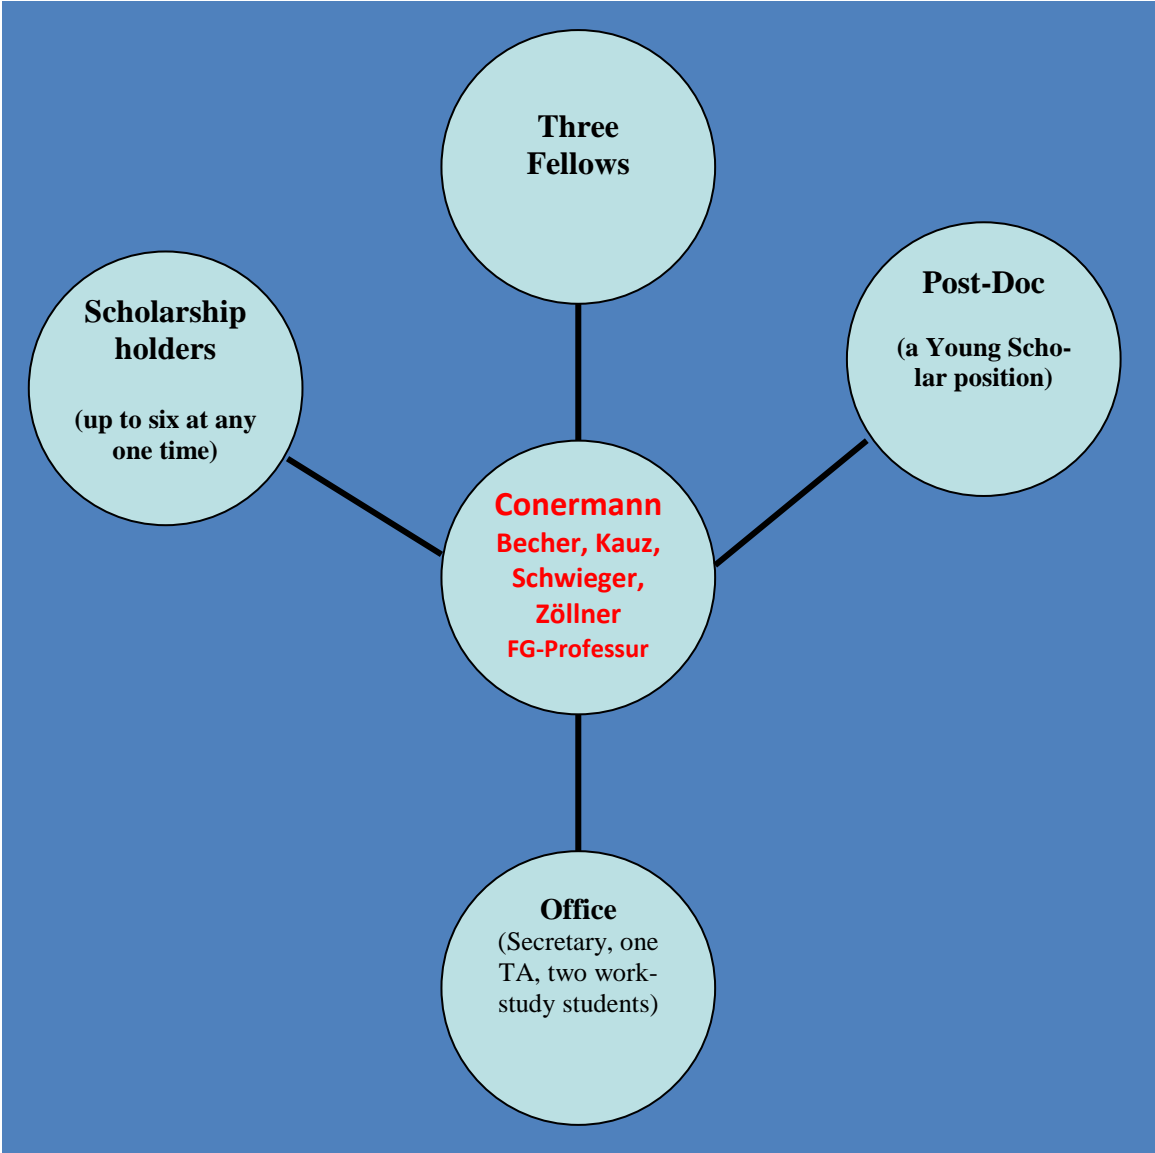 Three
Fellows
Post-Doc
(a Young Scho-
lar position)
Scholarship
holders
(up to six at any
one time)
Conermann
Becher, Kauz,
Schwieger,
Zöllner
FG-Professur
Office
(Secretary, one
TA, two work-
study students)